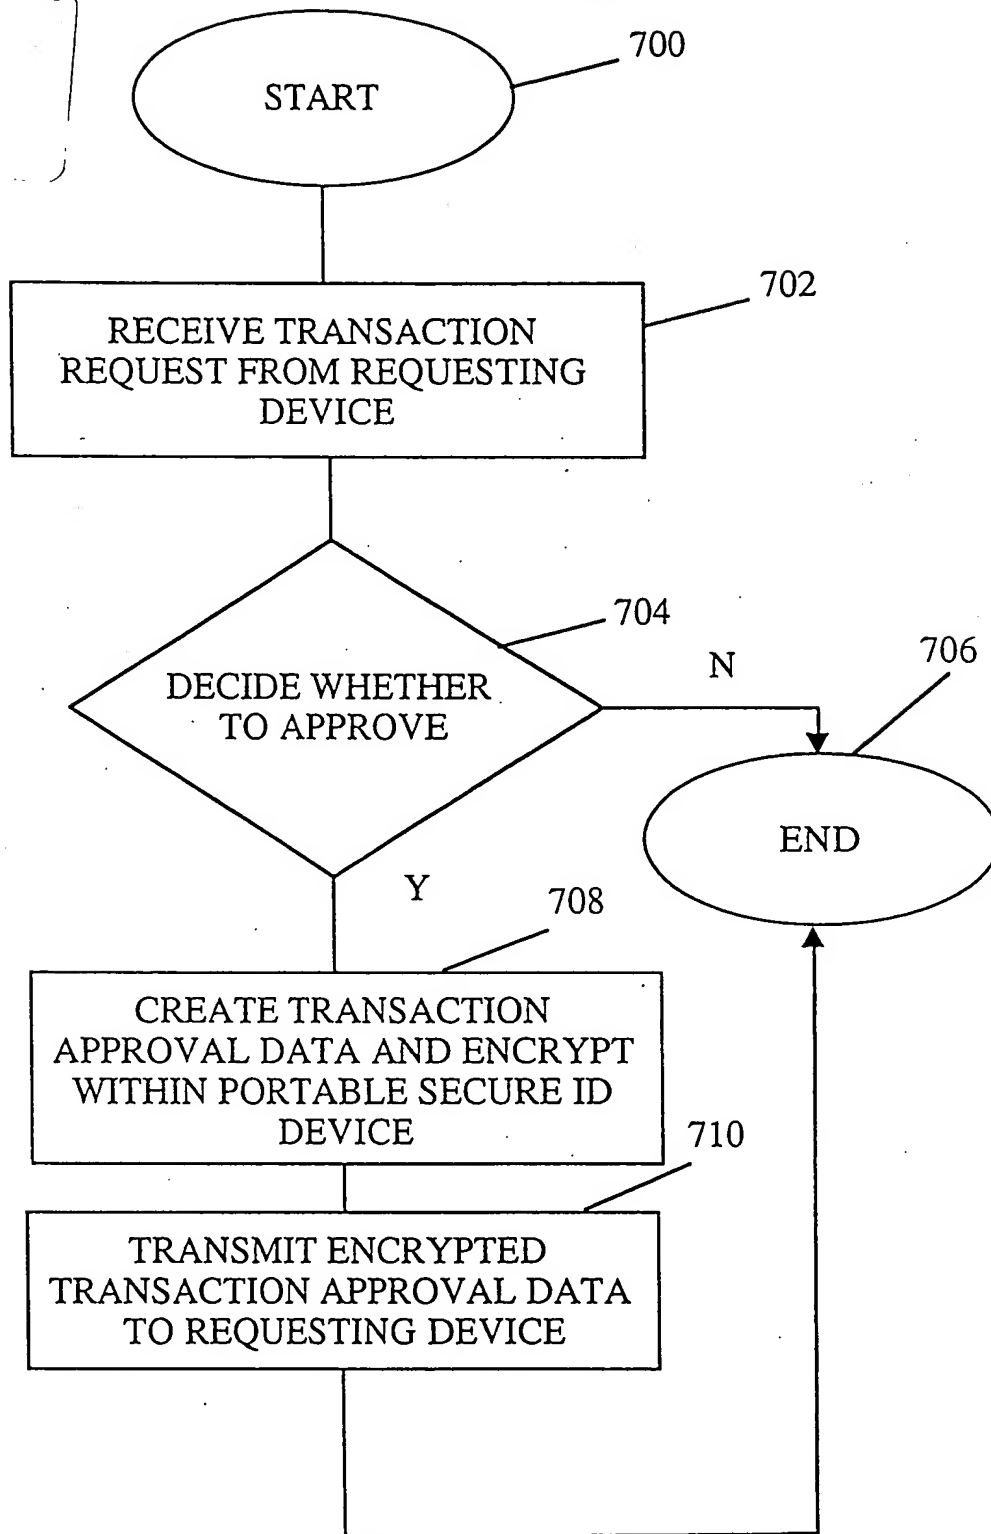 700
START
702
RECEIVE TRANSACTION
REQUEST FROM REQUESTING
DEVICE
704
DECIDE WHETHER
TO APPROVE
N
706
END
Y
708
CREATE TRANSACTION
APPROVAL DATA AND ENCRYPT
WITHIN PORTABLE SECURE ID
DEVICE
710
TRANSMIT ENCRYPTED
TRANSACTION APPROVAL DATA
TO REQUESTING DEVICE